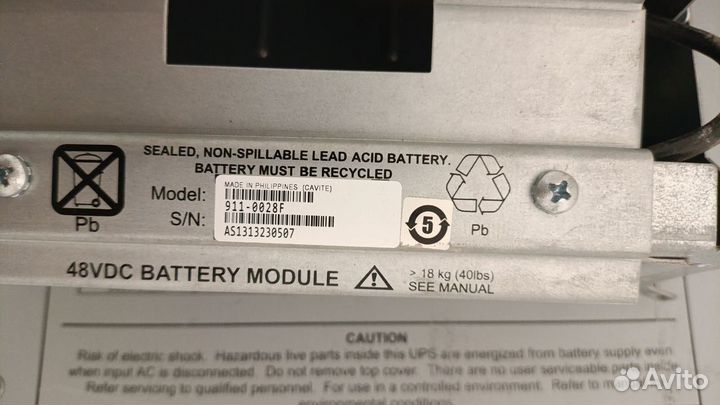 SEALED, NON-SPILLABLE LEAD ACID BATTERY.
BATTERY MUST BE RECYCLED
Pb
Model:
MADE IN PHILIPPINES (CAVITE)
911-0028F
S/N:
AS1313230507
5
Pb
48VDC BATTERY MODULE
> 18 kg (40lbs)
SEE MANUAL
CAUTION
Risk of electric shock. Hazardous live parts inside this UPS are energized from battery supply even
when input AC is disconnected. Do not remove top cover. There are no user serviceable parts
Refer servicing to qualified personnel. For use in a controlled environment. Refer to
environmental conditions.
Avito